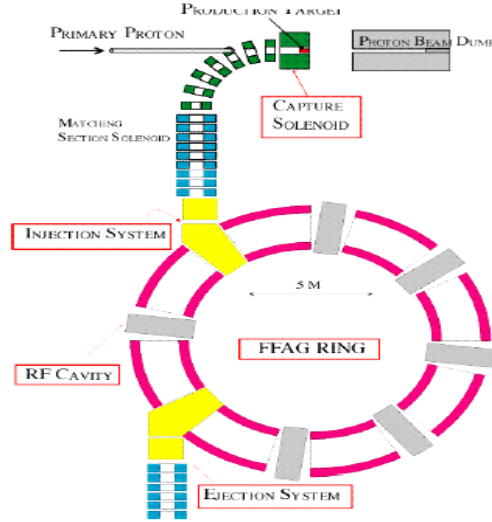 PRODUCTION TARGET
PRIMARY PROTON
PROTON BEAM DUMP
CAPTURE
SOLENOID
MATCHING
SECTION SOLENOID
INJECTION SYSTEM
5 M
FFAG RING
RF CAVITY
EJECTION SYSTEM